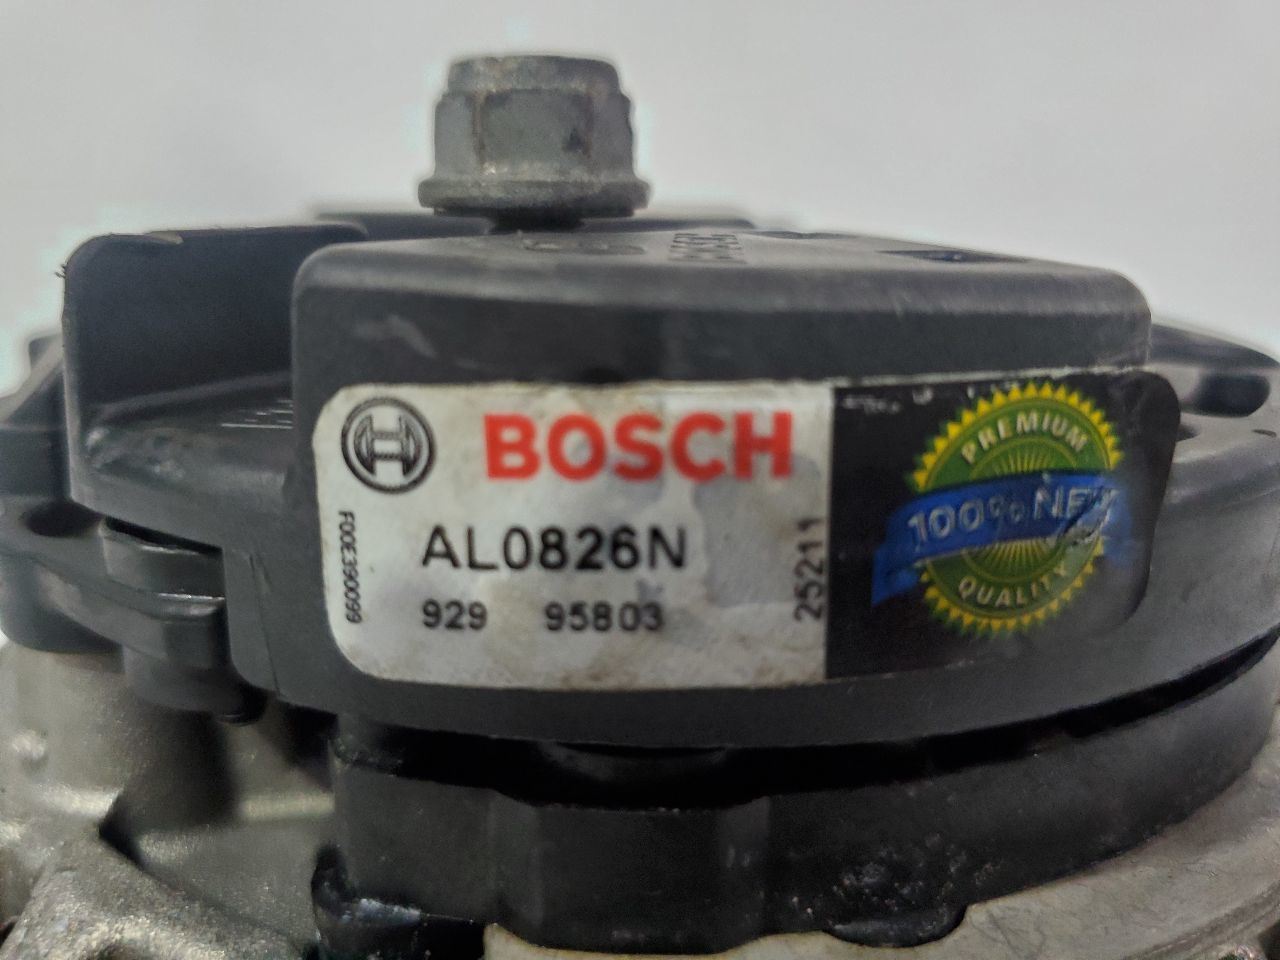 BOSCH
AL0826N
929 95803
F00E390099
25211
PREMIUM
100% NEW
QUALITY